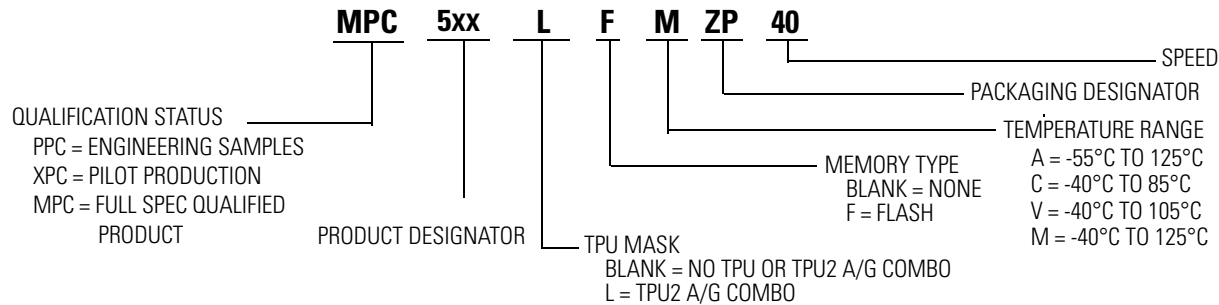 MPC 5xx L F M ZP 40
SPEED
PACKAGING DESIGNATOR
TEMPERATURE RANGE
A = -55°C TO 125°C
C = -40°C TO 85°C
V = -40°C TO 105°C
M = -40°C TO 125°C
MEMORY TYPE
BLANK = NONE
F = FLASH
TPU MASK
BLANK = NO TPU OR TPU2 A/G COMBO
L = TPU2 A/G COMBO
PRODUCT DESIGNATOR
QUALIFICATION STATUS
PPC = ENGINEERING SAMPLES
XPC = PILOT PRODUCTION
MPC = FULL SPEC QUALIFIED
PRODUCT